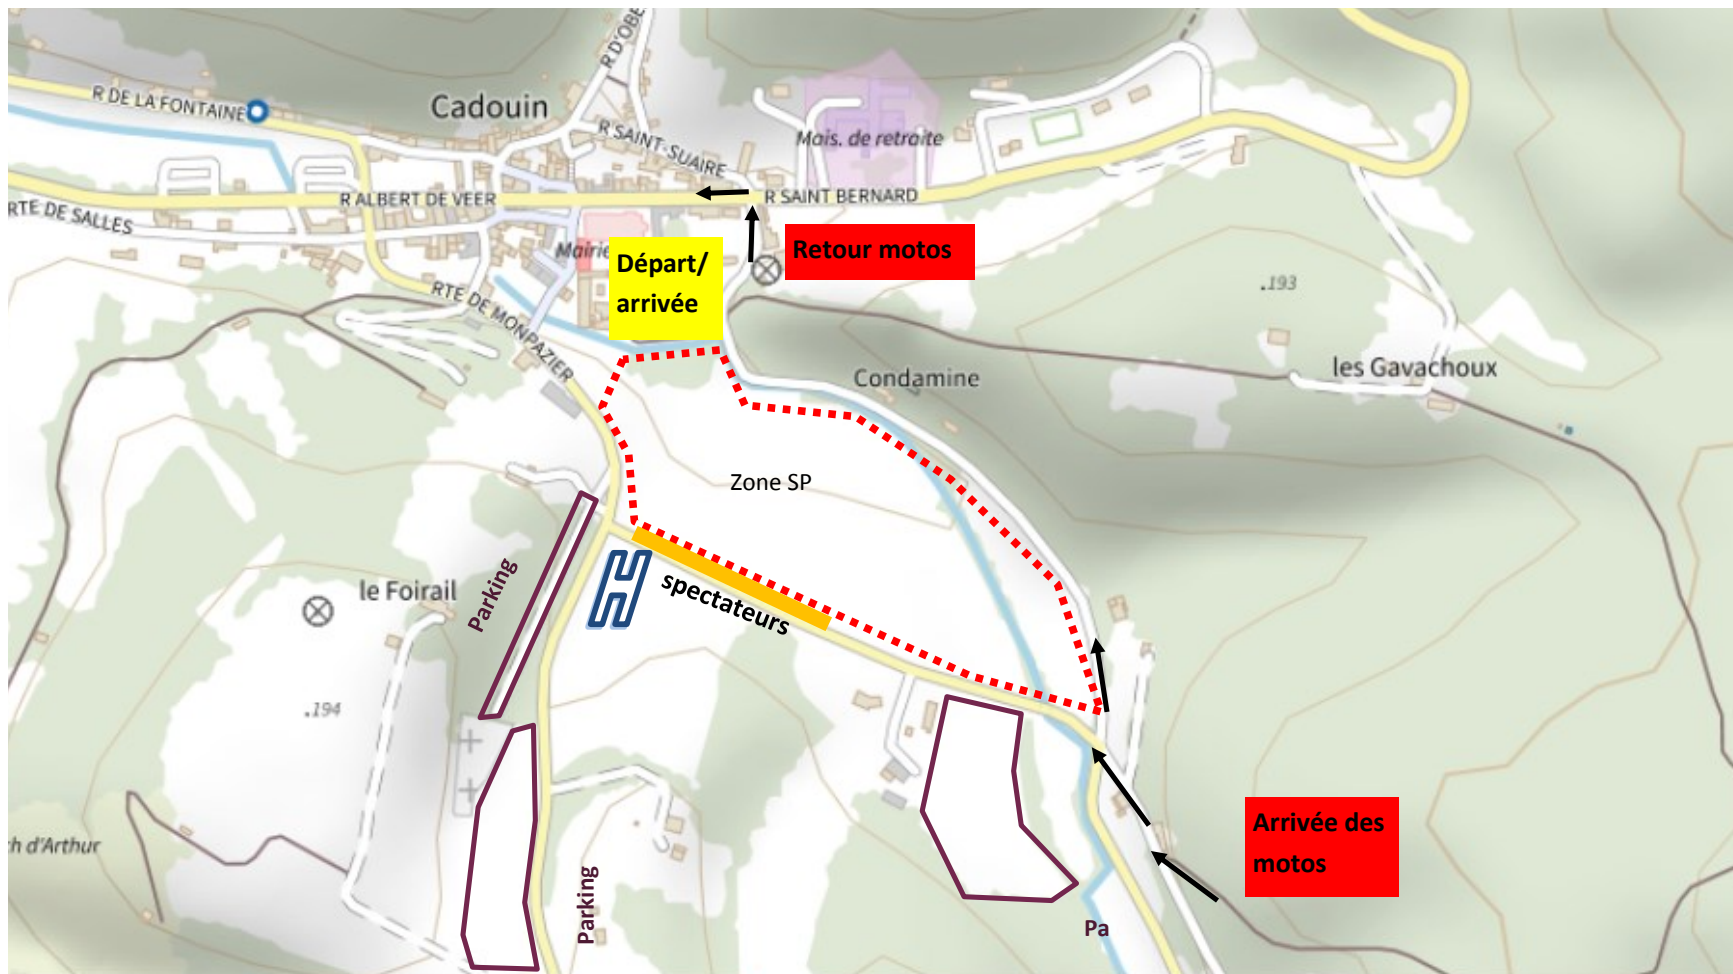 R D'OBE
R DE LA FONTAINE
Cadouin
R SAINT-SUAIRE
Mais. de retraite
R ALBERT DE VEER
R SAINT BERNARD
RTE DE SALLES
Mairie
Départ/
arrivée
Retour motos
.193
RTE DE MONPAZIER
Condamine
les Gavachoux
Zone SP
le Foirail
Parking
spectateurs
.194
Arrivée des
motos
h d'Arthur
Parking
Pa